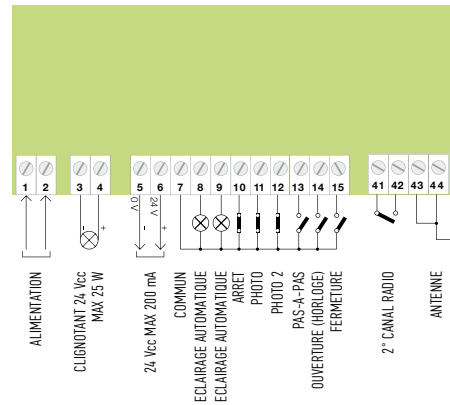 1 2 3 4 5 6 7 8 9 10 11 12 13 14 15 41 42 43 44
- +
0 V -
24 V +
ALIMENTATION
CLIGNOTANT 24 Vcc
MAX 25 W
24 Vcc MAX 200 mA
COMMUN
ECLAIRAGE AUTOMATIQUE
ECLAIRAGE AUTOMATIQUE
ARRET
PHOTO
PHOTO 2
PAS-A-PAS
OUVERTURE (HORLOGE)
FERMETURE
2° CANAL RADIO
ANTENNE